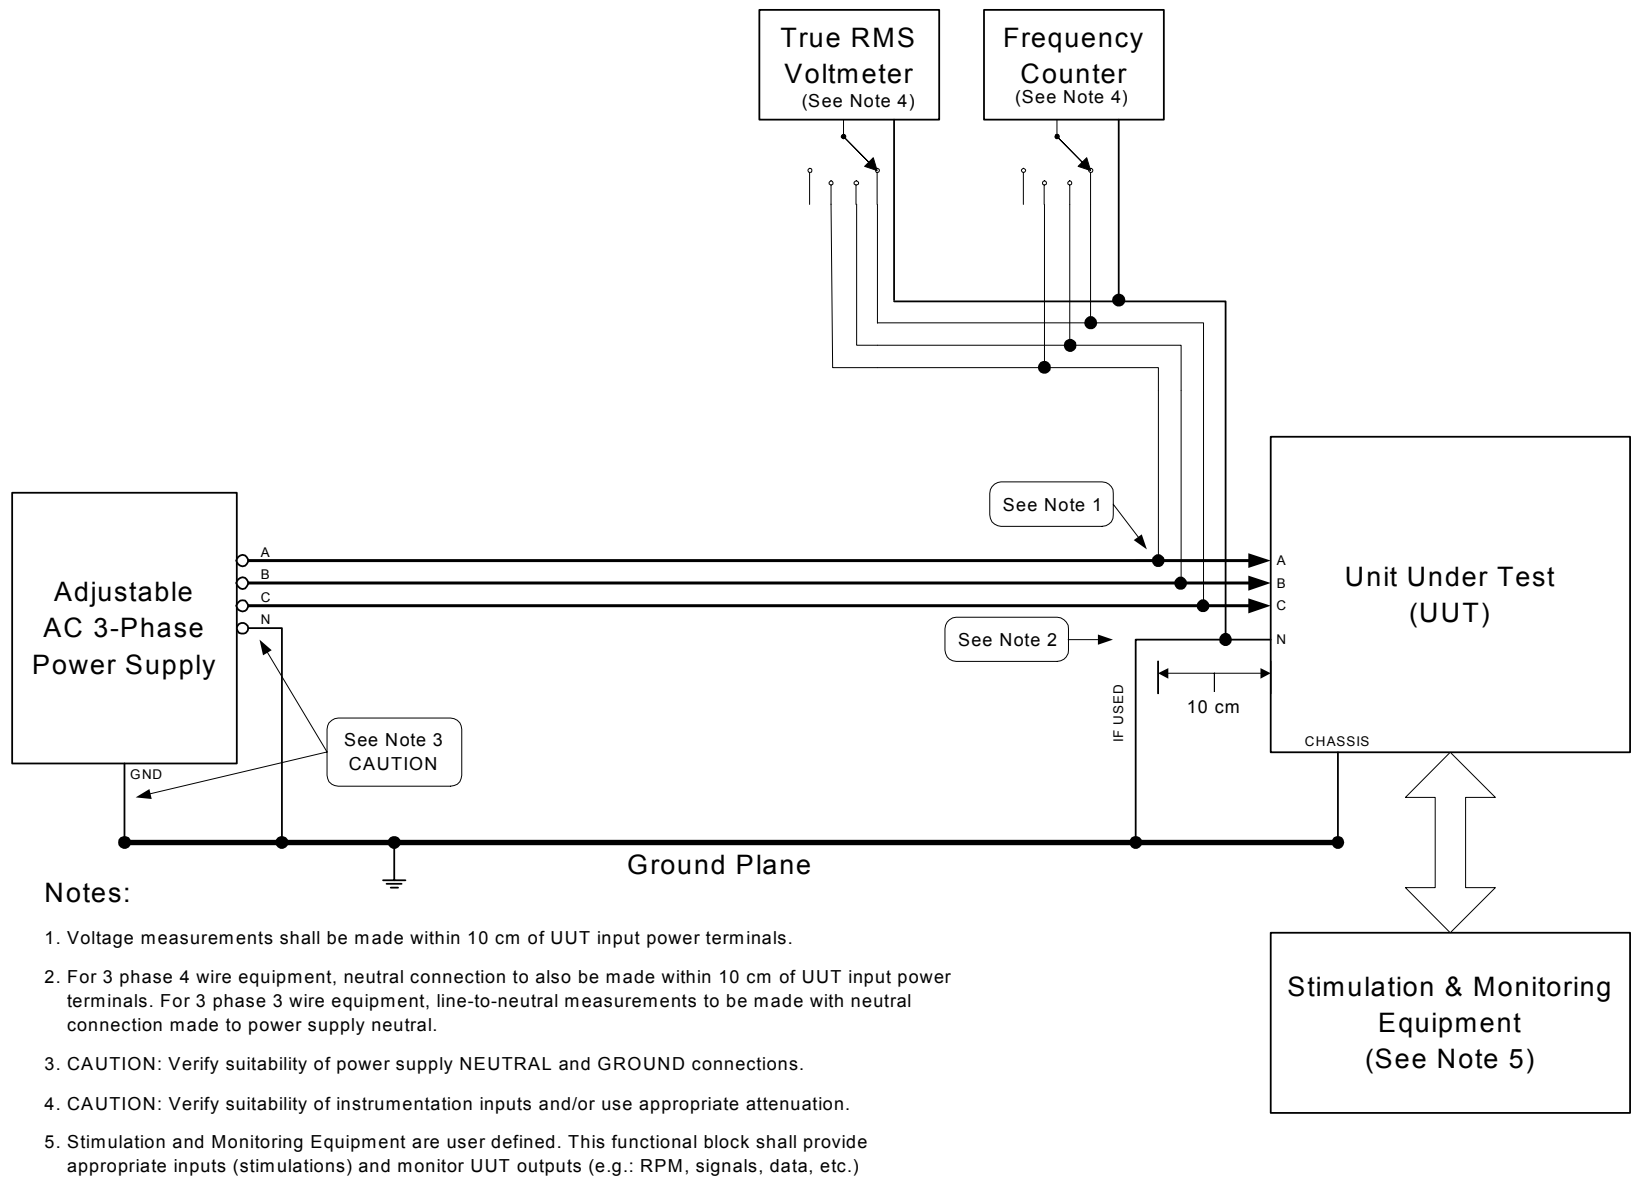 True RMS
Voltmeter
(See Note 4)
Frequency
Counter
(See Note 4)
See Note 1
Adjustable
AC 3-Phase
Power Supply
A
B
C
N
GND
See Note 3
CAUTION
See Note 2
IF USED
10 cm
A
B
C
N
Unit Under Test
(UUT)
CHASSIS
Ground Plane
Stimulation & Monitoring
Equipment
(See Note 5)
Notes:
1. Voltage measurements shall be made within 10 cm of UUT input power terminals.
2. For 3 phase 4 wire equipment, neutral connection to also be made within 10 cm of UUT input power
terminals. For 3 phase 3 wire equipment, line-to-neutral measurements to be made with neutral
connection made to power supply neutral.
3. CAUTION: Verify suitability of power supply NEUTRAL and GROUND connections.
4. CAUTION: Verify suitability of instrumentation inputs and/or use appropriate attenuation.
5. Stimulation and Monitoring Equipment are user defined. This functional block shall provide
appropriate inputs (stimulations) and monitor UUT outputs (e.g.: RPM, signals, data, etc.)